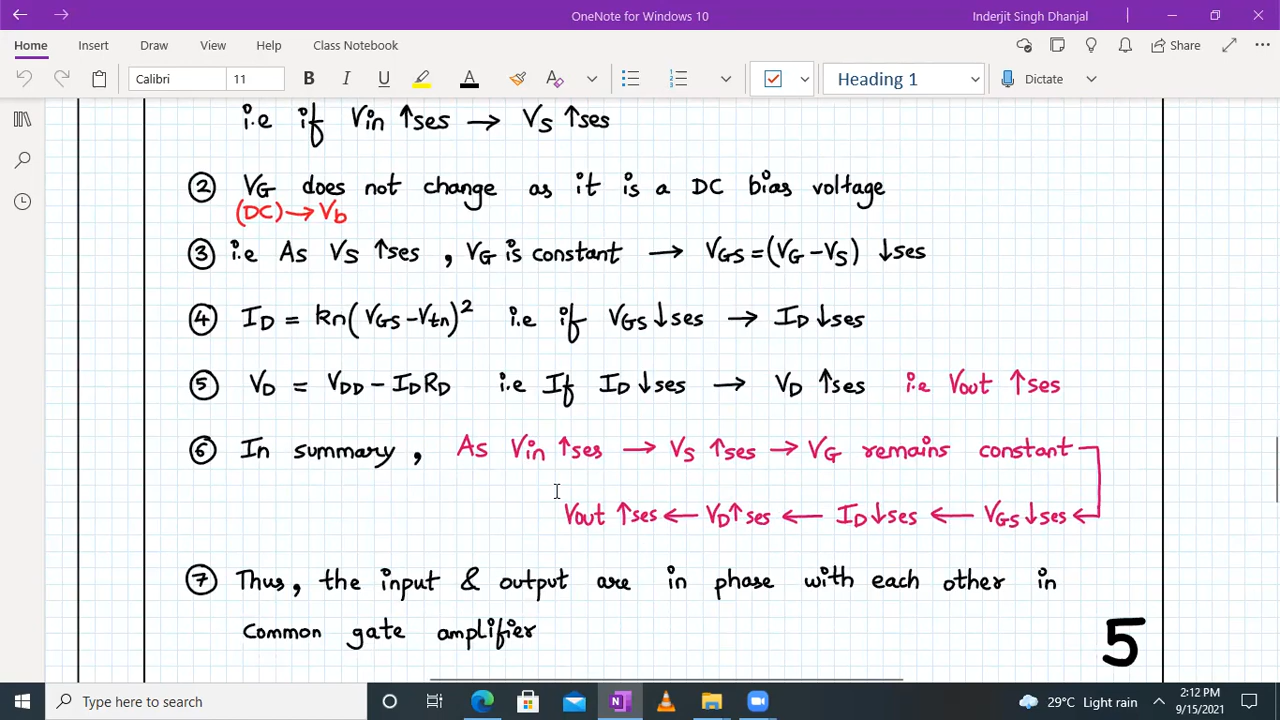 OneNote for Windows 10
Inderjit Singh Dhanjal
Home Insert Draw View Help Class Notebook
Share
Calibri 11 B I U A Heading 1 Dictate
i.e if Vin ↑ses → VS ↑ses
② VG does not change as it is a DC bias voltage
(DC) → Vb
③ i.e As VS ↑ses , VG is constant → VGS = (VG - VS) ↓ses
④ ID = kn(VGS - Vtn)² i.e if VGS ↓ses → ID ↓ses
⑤ VD = VDD - IDRD i.e If ID ↓ses → VD ↑ses i.e Vout ↑ses
⑥ In summary, As Vin ↑ses → VS ↑ses → VG remains constant
Vout ↑ses ← VD ↑ses ← ID ↓ses ← VGS ↓ses ←
⑦ Thus, the input & output are in phase with each other in
Common gate amplifier
5
Type here to search
29°C Light rain
2:12 PM
9/15/2021